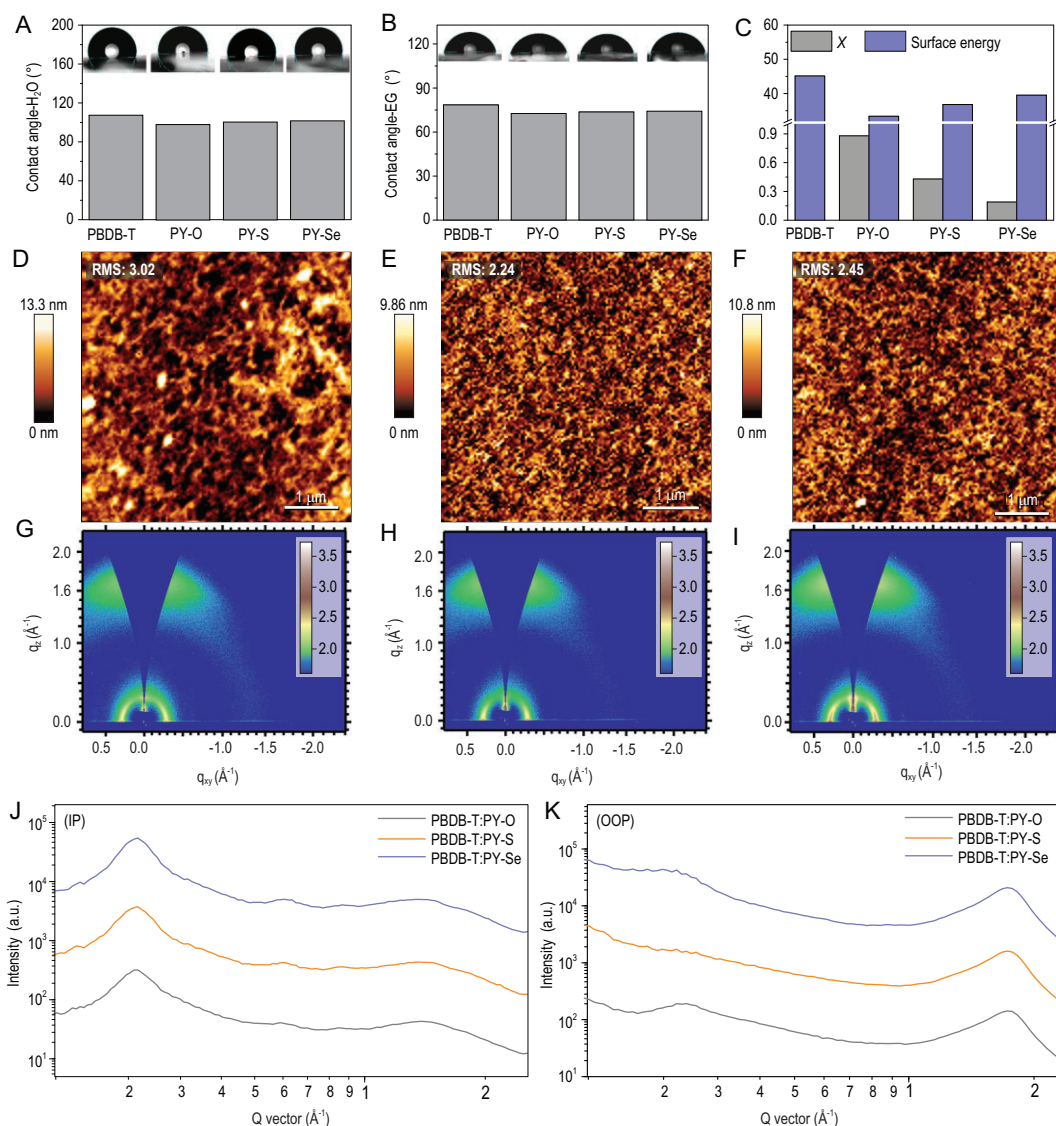 A
Contact angle-H₂O (°)
200
160
120
80
40
0
PBDB-T PY-O PY-S PY-Se
B
Contact angle-EG (°)
120
90
60
30
0
PBDB-T PY-O PY-S PY-Se
C
X Surface energy
60
40
0.9
0.6
0.3
0.0
PBDB-T PY-O PY-S PY-Se
D
RMS: 3.02
13.3 nm
0 nm
1 μm
E
RMS: 2.24
9.86 nm
0 nm
1 μm
F
RMS: 2.45
10.8 nm
0 nm
1 μm
G
qz (Å⁻¹)
2.0
1.6
1.0
0.0
3.5
3.0
2.5
2.0
0.5 0.0 -1.0 -1.5 -2.0
qxy (Å⁻¹)
H
qz (Å⁻¹)
2.0
1.6
1.0
0.0
3.5
3.0
2.5
2.0
0.5 0.0 -1.0 -1.5 -2.0
qxy (Å⁻¹)
I
qz (Å⁻¹)
2.0
1.6
1.0
0.0
3.5
3.0
2.5
2.0
0.5 0.0 -1.0 -1.5 -2.0
qxy (Å⁻¹)
J
(IP)
PBDB-T:PY-O
PBDB-T:PY-S
PBDB-T:PY-Se
Intensity (a.u.)
10⁵
10⁴
10³
10²
10¹
2 3 4 5 6 7 8 9 1 2
Q vector (Å⁻¹)
K
(OOP)
PBDB-T:PY-O
PBDB-T:PY-S
PBDB-T:PY-Se
Intensity (a.u.)
10⁵
10⁴
10³
10²
10¹
2 3 4 5 6 7 8 9 1 2
Q vector (Å⁻¹)